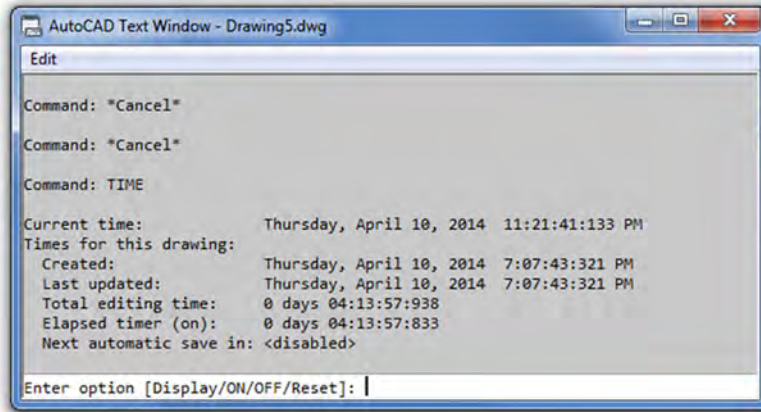 AutoCAD Text Window - Drawing5.dwg
Edit
Command: *Cancel*
Command: *Cancel*
Command: TIME
Current time: Thursday, April 10, 2014 11:21:41:133 PM
Times for this drawing:
Created: Thursday, April 10, 2014 7:07:43:321 PM
Last updated: Thursday, April 10, 2014 7:07:43:321 PM
Total editing time: 0 days 04:13:57:938
Elapsed timer (on): 0 days 04:13:57:833
Next automatic save in: <disabled>
Enter option [Display/ON/OFF/Reset]: